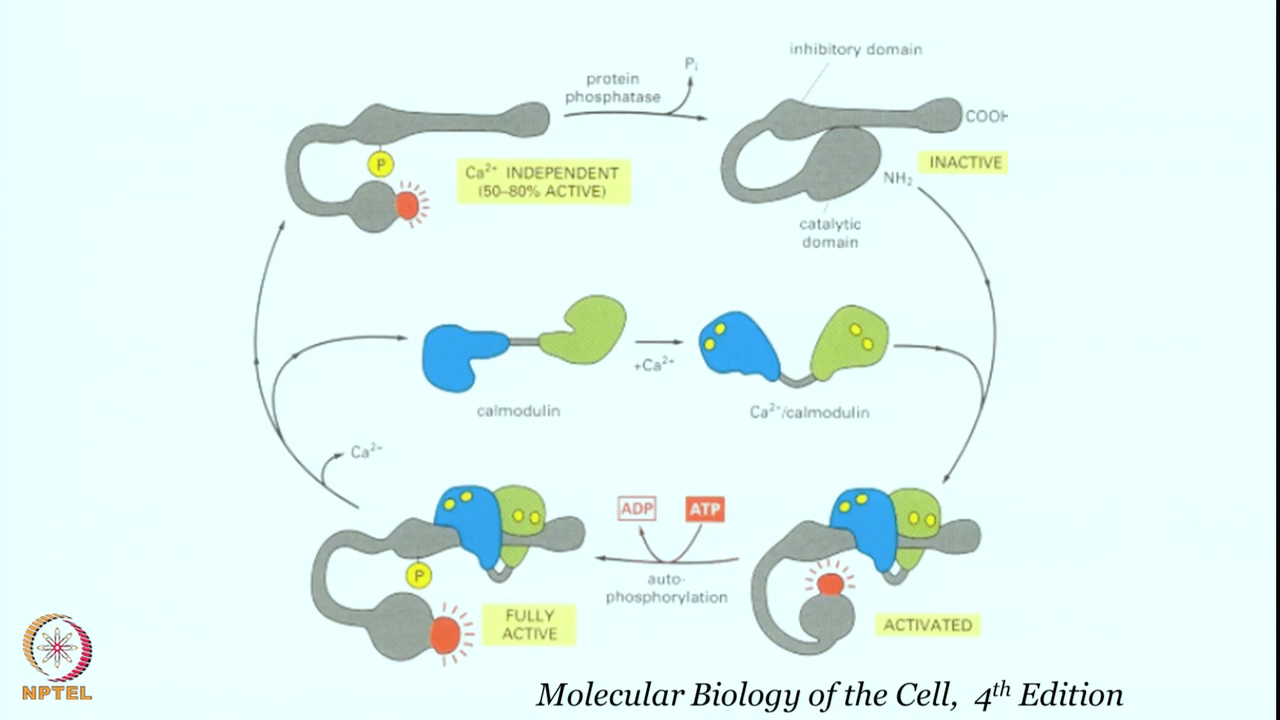 inhibitory domain
protein
phosphatase
Pi
COOH
P
Ca²⁺ INDEPENDENT
(50–80% ACTIVE)
INACTIVE
NH₂
catalytic
domain
+Ca²⁺
calmodulin
Ca²⁺/calmodulin
Ca²⁺
ADP
ATP
P
auto-
phosphorylation
FULLY
ACTIVE
ACTIVATED
NPTEL
Molecular Biology of the Cell, 4th Edition